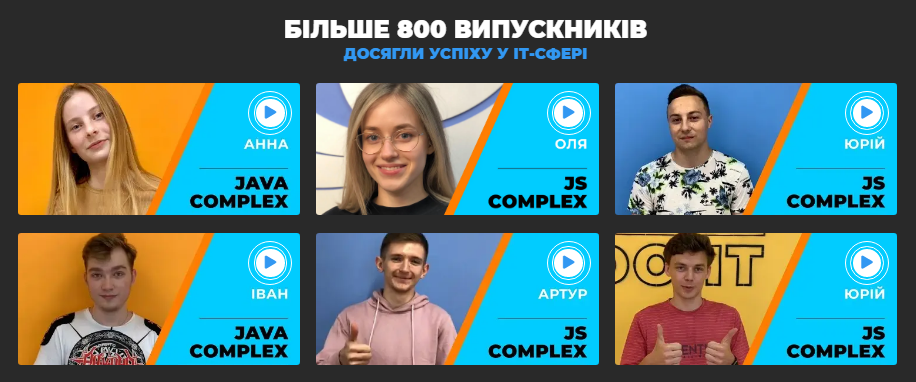 БІЛЬШЕ 800 ВИПУСКНИКІВ
ДОСЯГЛИ УСПІХУ У ІТ-СФЕРІ
АННА
JAVA
COMPLEX
ОЛЯ
JS
COMPLEX
ЮРІЙ
JS
COMPLEX
ІВАН
JAVA
COMPLEX
АРТУР
JS
COMPLEX
ЮРІЙ
JS
COMPLEX